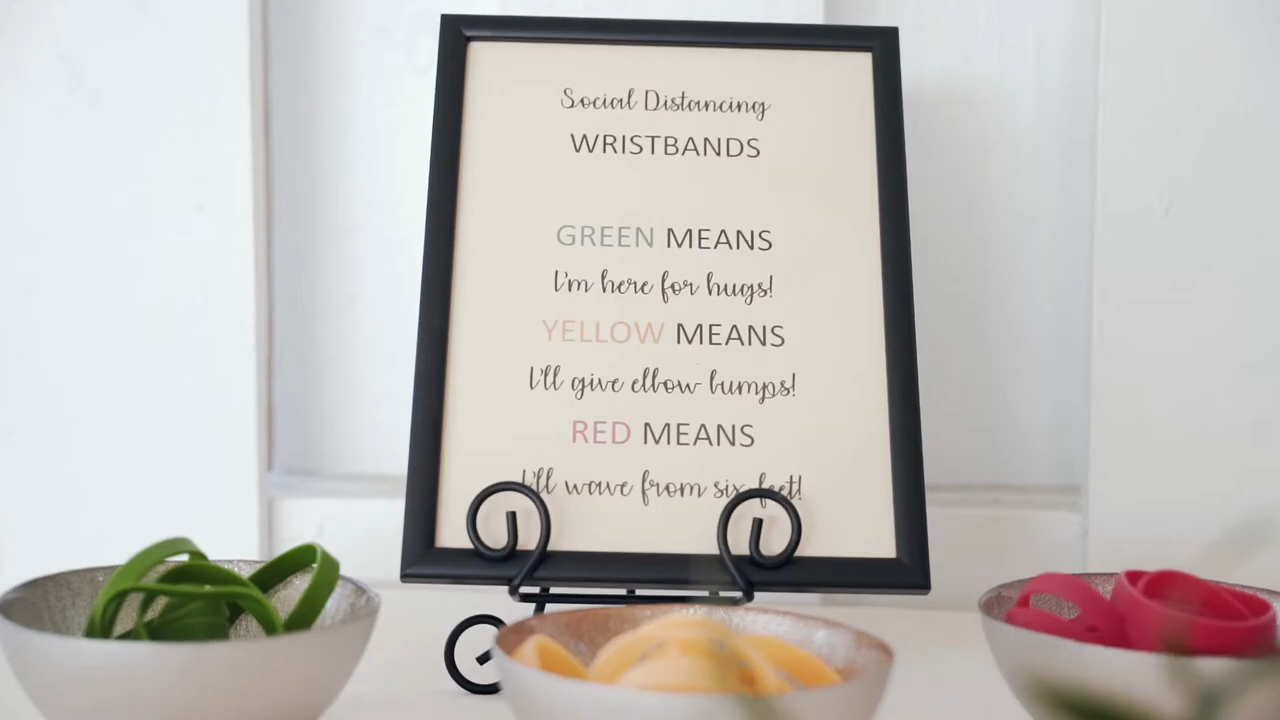 Social Distancing
WRISTBANDS
GREEN MEANS
I'm here for hugs!
YELLOW MEANS
I'll give elbow bumps!
RED MEANS
I'll wave from six feet!